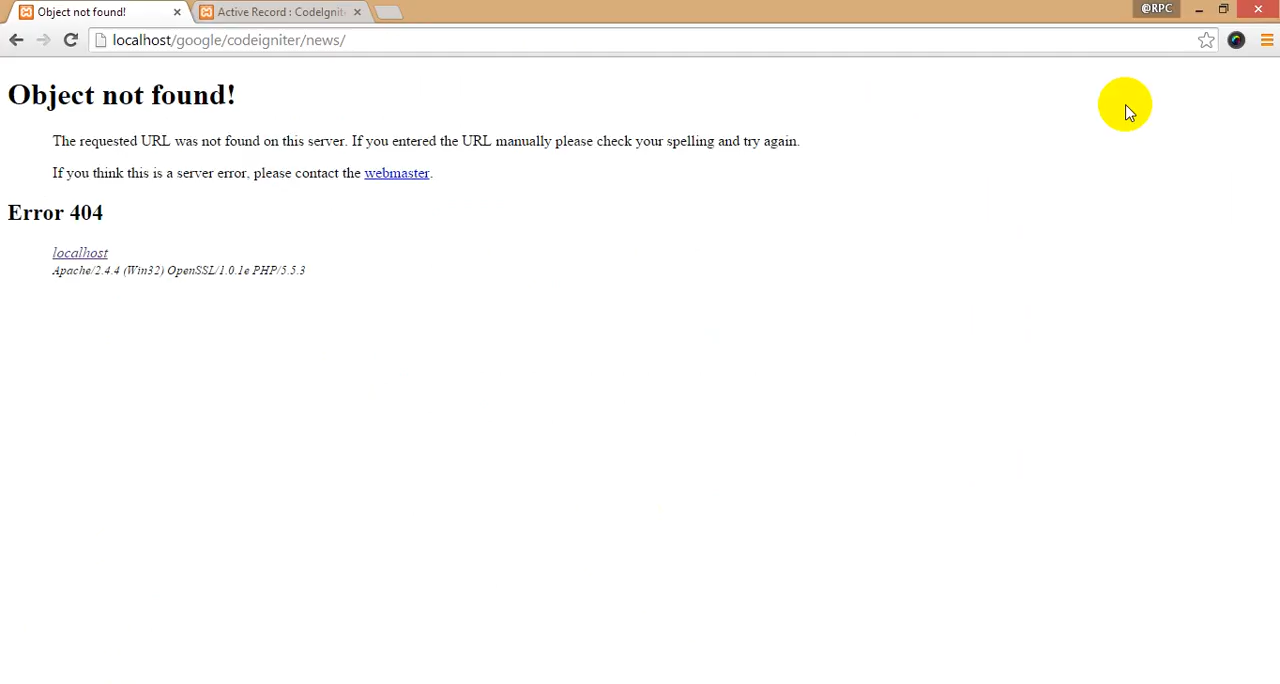 Object not found!
Active Record : CodeIgnit
@RPC
localhost/google/codeigniter/news/
Object not found!
The requested URL was not found on this server. If you entered the URL manually please check your spelling and try again.
If you think this is a server error, please contact the webmaster.
Error 404
localhost
Apache/2.4.4 (Win32) OpenSSL/1.0.1e PHP/5.5.3